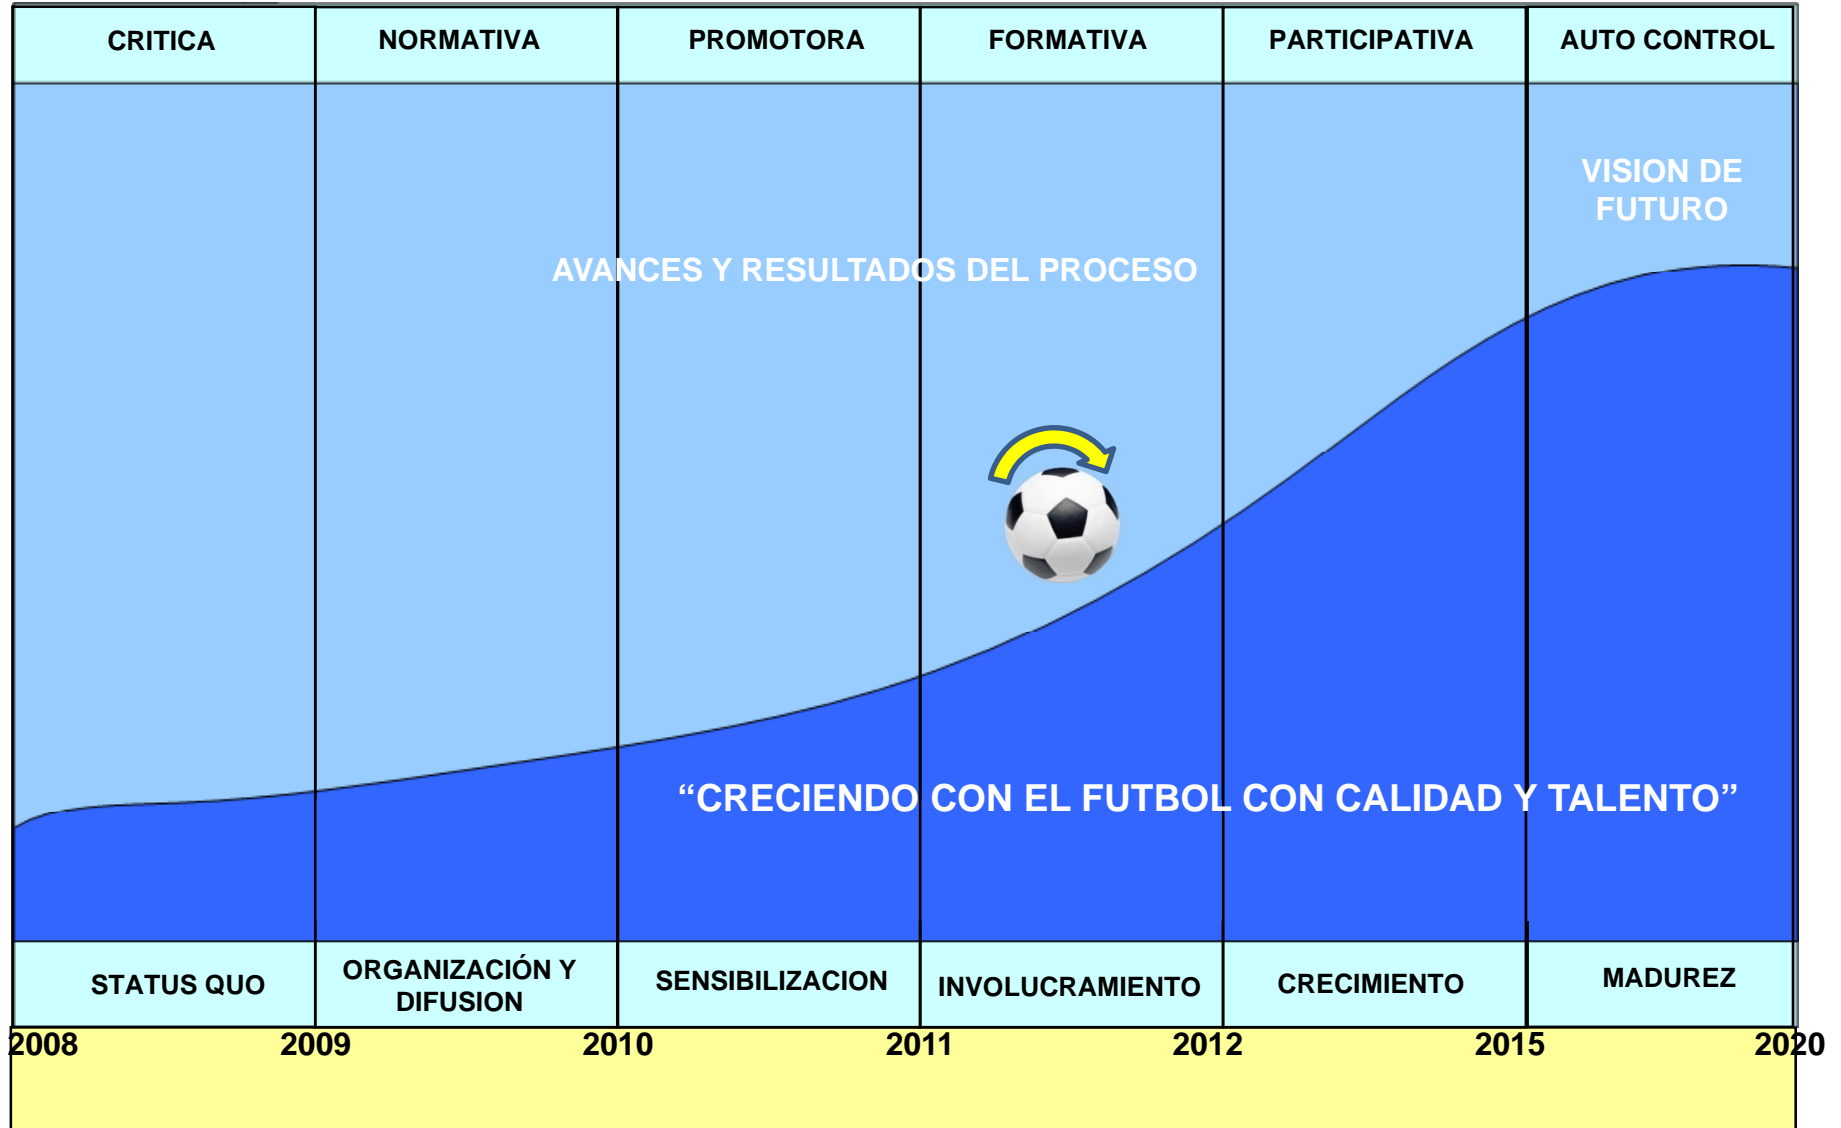 CRITICA
NORMATIVA
PROMOTORA
FORMATIVA
PARTICIPATIVA
AUTO CONTROL
VISION DE
FUTURO
AVANCES Y RESULTADOS DEL PROCESO
“CRECIENDO CON EL FUTBOL CON CALIDAD Y TALENTO”
STATUS QUO
ORGANIZACIÓN Y
DIFUSION
SENSIBILIZACION
INVOLUCRAMIENTO
CRECIMIENTO
MADUREZ
2008
2009
2010
2011
2012
2015
2020